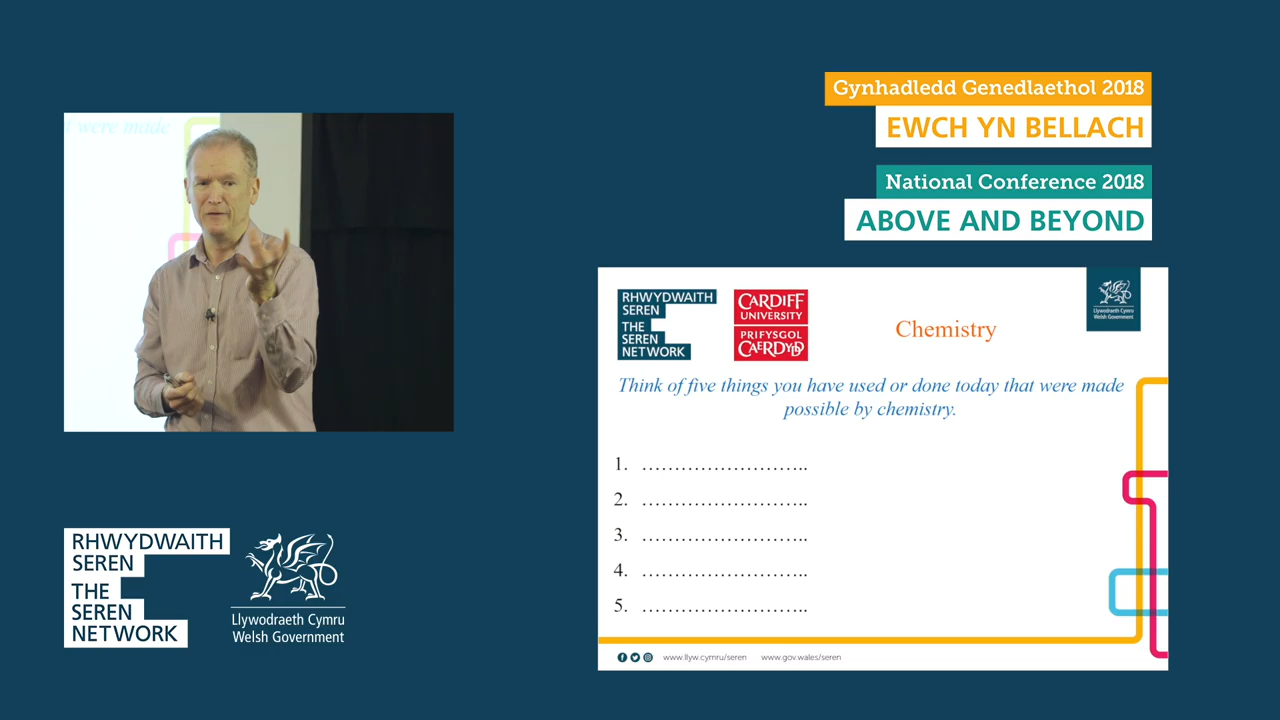 Gynhadledd Genedlaethol 2018
EWCH YN BELLACH
National Conference 2018
ABOVE AND BEYOND
t were made
RHWYDWAITH
SEREN
THE
SEREN
NETWORK
CARDIFF
UNIVERSITY
PRIFYSGOL
CAERDYDD
Chemistry
Llywodraeth Cymru
Welsh Government
Think of five things you have used or done today that were made
possible by chemistry.
1. ……………………..
2. ……………………..
3. ……………………..
4. ……………………..
5. ……………………..
www.llyw.cymru/seren www.gov.wales/seren
RHWYDWAITH
SEREN
THE
SEREN
NETWORK
Llywodraeth Cymru
Welsh Government